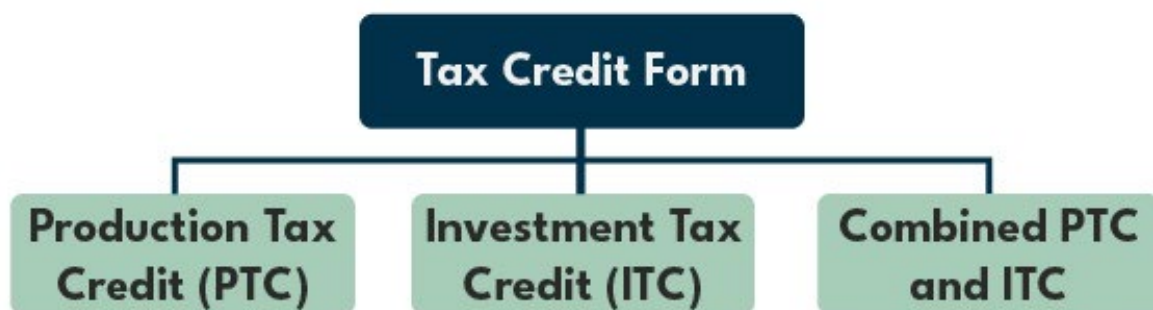 Tax Credit Form
Production Tax
Credit (PTC)
Investment Tax
Credit (ITC)
Combined PTC
and ITC